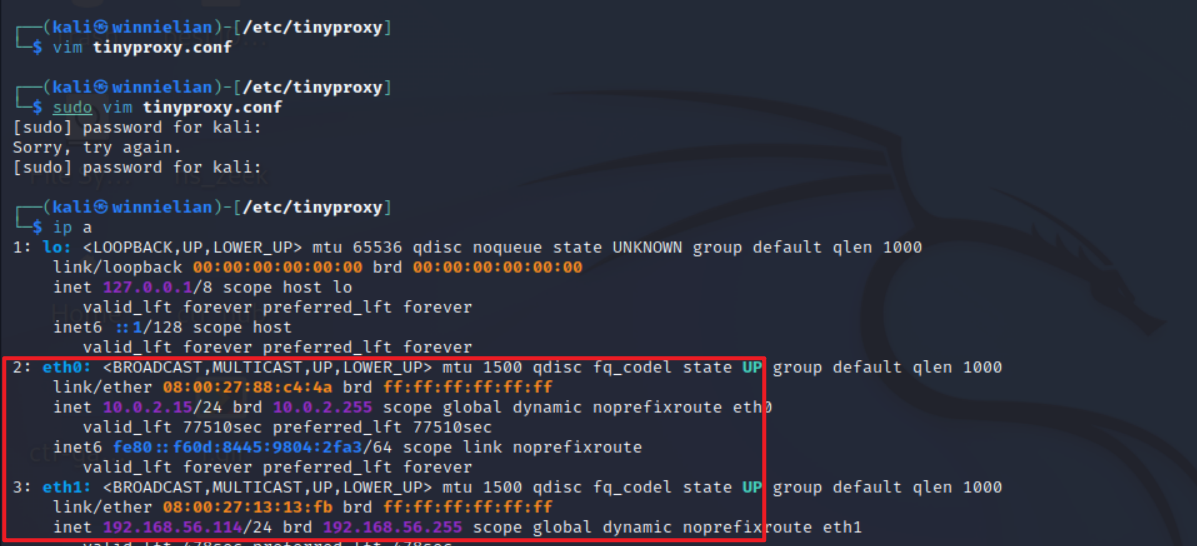 ┌──(kali㉿winnielian)-[/etc/tinyproxy]
└─$ vim tinyproxy.conf
┌──(kali㉿winnielian)-[/etc/tinyproxy]
└─$ sudo vim tinyproxy.conf
[sudo] password for kali:
Sorry, try again.
[sudo] password for kali:
┌──(kali㉿winnielian)-[/etc/tinyproxy]
└─$ ip a
1: lo: <LOOPBACK,UP,LOWER_UP> mtu 65536 qdisc noqueue state UNKNOWN group default qlen 1000
    link/loopback 00:00:00:00:00:00 brd 00:00:00:00:00:00
    inet 127.0.0.1/8 scope host lo
       valid_lft forever preferred_lft forever
    inet6 ::1/128 scope host
       valid_lft forever preferred_lft forever
2: eth0: <BROADCAST,MULTICAST,UP,LOWER_UP> mtu 1500 qdisc fq_codel state UP group default qlen 1000
    link/ether 08:00:27:88:c4:4a brd ff:ff:ff:ff:ff:ff
    inet 10.0.2.15/24 brd 10.0.2.255 scope global dynamic noprefixroute eth0
       valid_lft 77510sec preferred_lft 77510sec
    inet6 fe80::f60d:8445:9804:2fa3/64 scope link noprefixroute
       valid_lft forever preferred_lft forever
3: eth1: <BROADCAST,MULTICAST,UP,LOWER_UP> mtu 1500 qdisc fq_codel state UP group default qlen 1000
    link/ether 08:00:27:13:13:fb brd ff:ff:ff:ff:ff:ff
    inet 192.168.56.114/24 brd 192.168.56.255 scope global dynamic noprefixroute eth1
       valid_lft 478sec preferred_lft 478sec